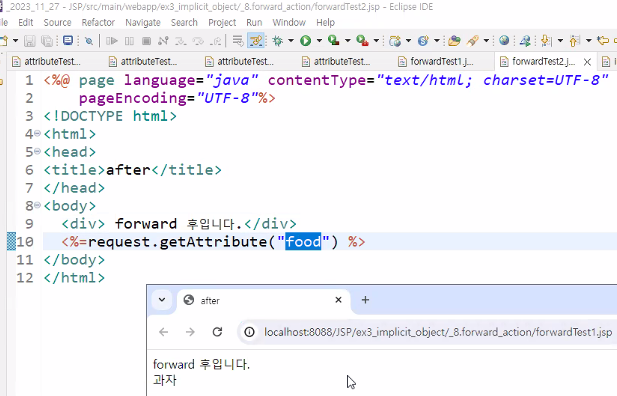 _2023_11_27 - JSP/src/main/webapp/ex3_implicit_object/_8.forward_action/forwardTest2.jsp - Eclipse IDE
Edit Source Refactor Navigate Search Project Run Window Help
attributeTest... attributeTest... attributeTest... attributeTest... forwardTest1.jsp forwardTest2.j...
1 <%@ page language="java" contentType="text/html; charset=UTF-8"
2 pageEncoding="UTF-8"%>
3 <!DOCTYPE html>
4 <html>
5 <head>
6 <title>after</title>
7 </head>
8 <body>
9 <div> forward 후입니다.</div>
10 <%=request.getAttribute("food") %>
11 </body>
12 </html>
after
localhost:8088/JSP/ex3_implicit_object/_8.forward_action/forwardTest1.jsp
forward 후입니다.
과자